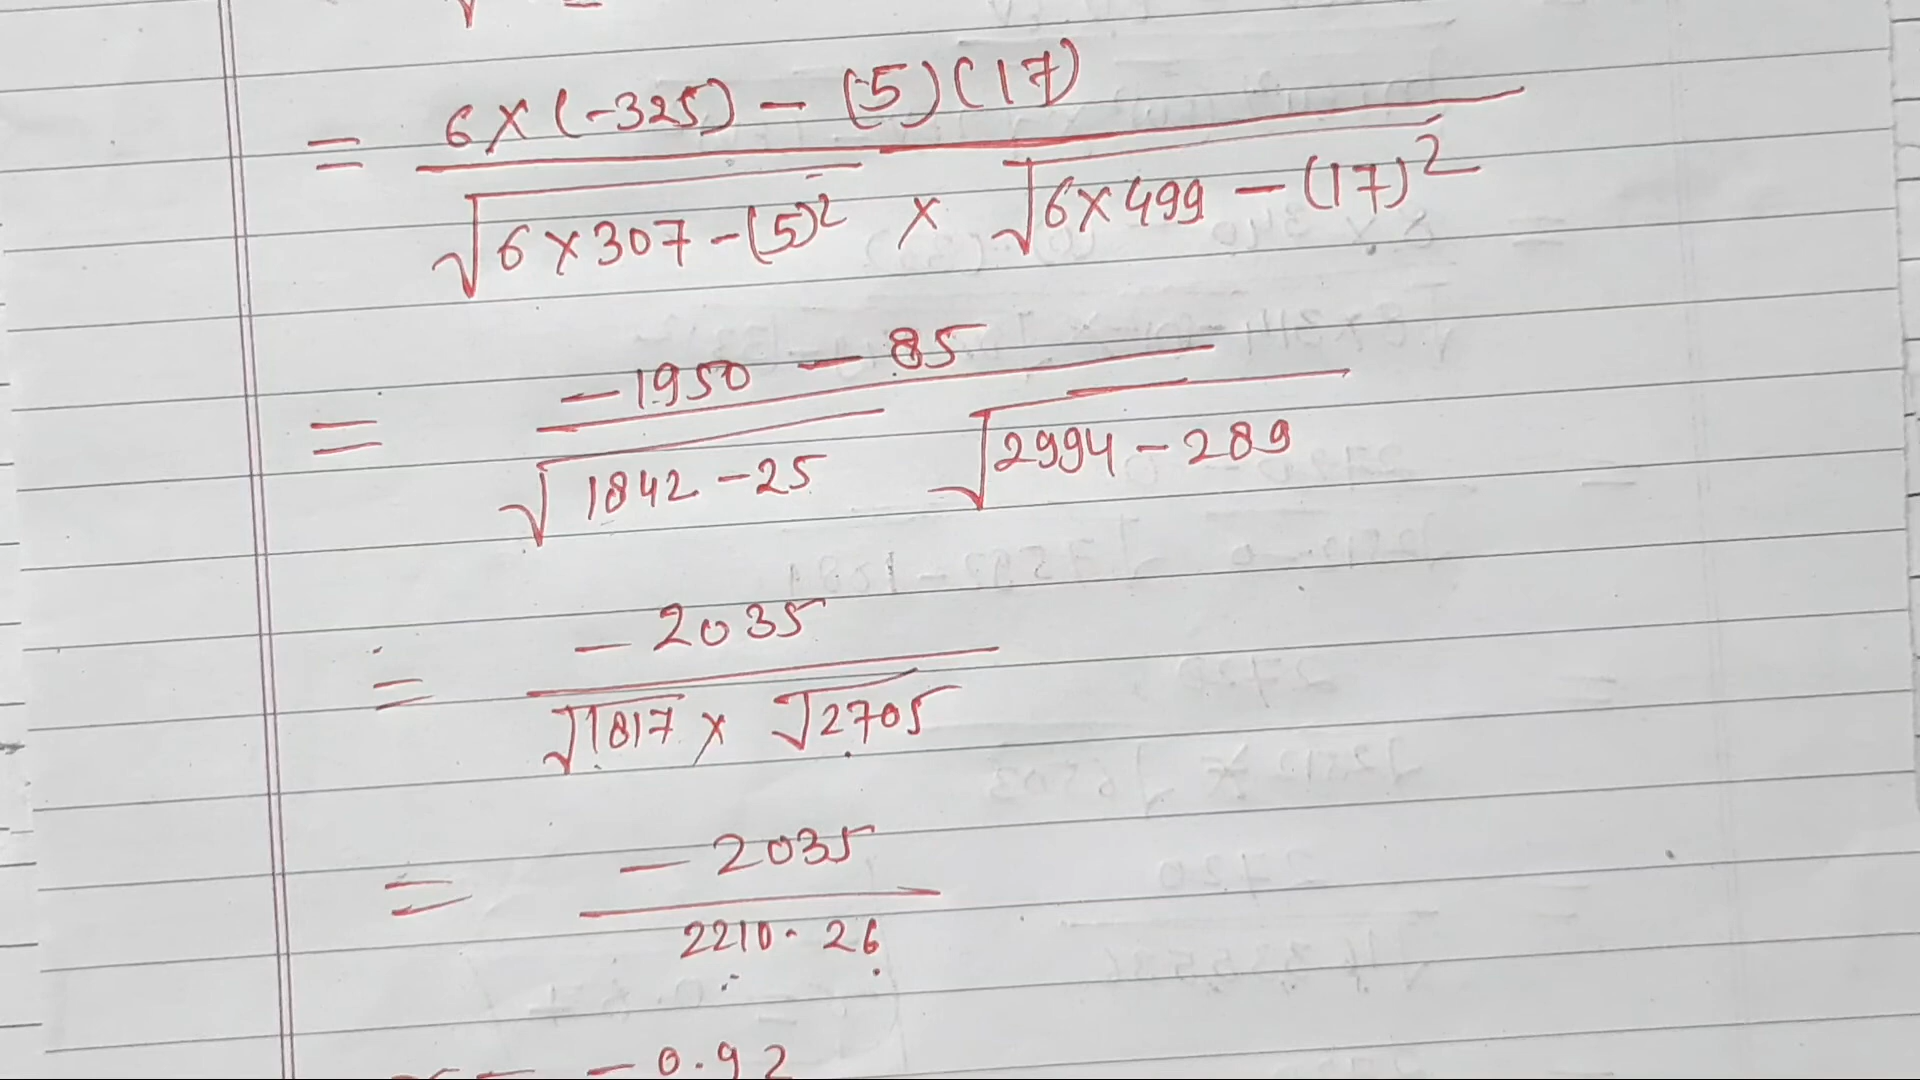 = 6 × (-325) - (5)(17)
√6×307-(5)² × √6×499-(17)²
= -1950 - 85
√1842-25 √2994-289
= -2035
√1817 × √2705
= -2035
2210.26
-0.92